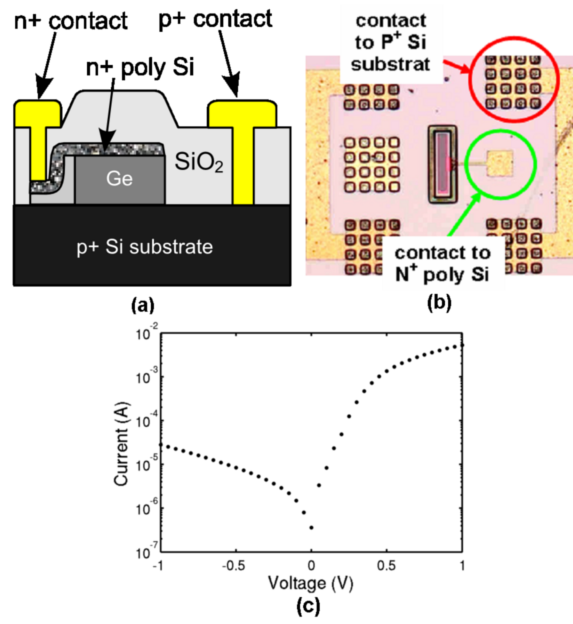 n+ contact
p+ contact
n+ poly Si
SiO₂
Ge
p+ Si substrate
(a)
contact
to P⁺ Si
substrat
contact to
N⁺ poly Si
(b)
10⁻²
10⁻³
10⁻⁴
10⁻⁵
10⁻⁶
10⁻⁷
Current (A)
-1
-0.5
0
0.5
1
Voltage (V)
(c)